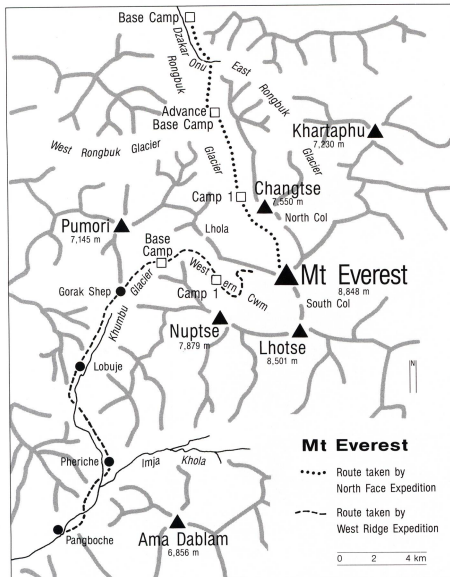 Base Camp
Dzakar
Onu
Rongbuk
East
Rongbuk
Glacier
Advance
Base Camp
Khartaphu
7,230 m
West Rongbuk Glacier
Glacier
Camp 1
Changtse
7,550 m
North Col
Pumori
7,145 m
Lhola
Base
Camp
Mt Everest
8,848 m
Western
Cwm
Camp 1
South Col
Gorak Shep
Khumbu
Glacier
Nuptse
7,879 m
Lhotse
8,501 m
Lobuje
N
Mt Everest
Pheriche
Imja Khola
Route taken by
North Face Expedition
Route taken by
West Ridge Expedition
Pangboche
Ama Dablam
6,856 m
0 2 4 km